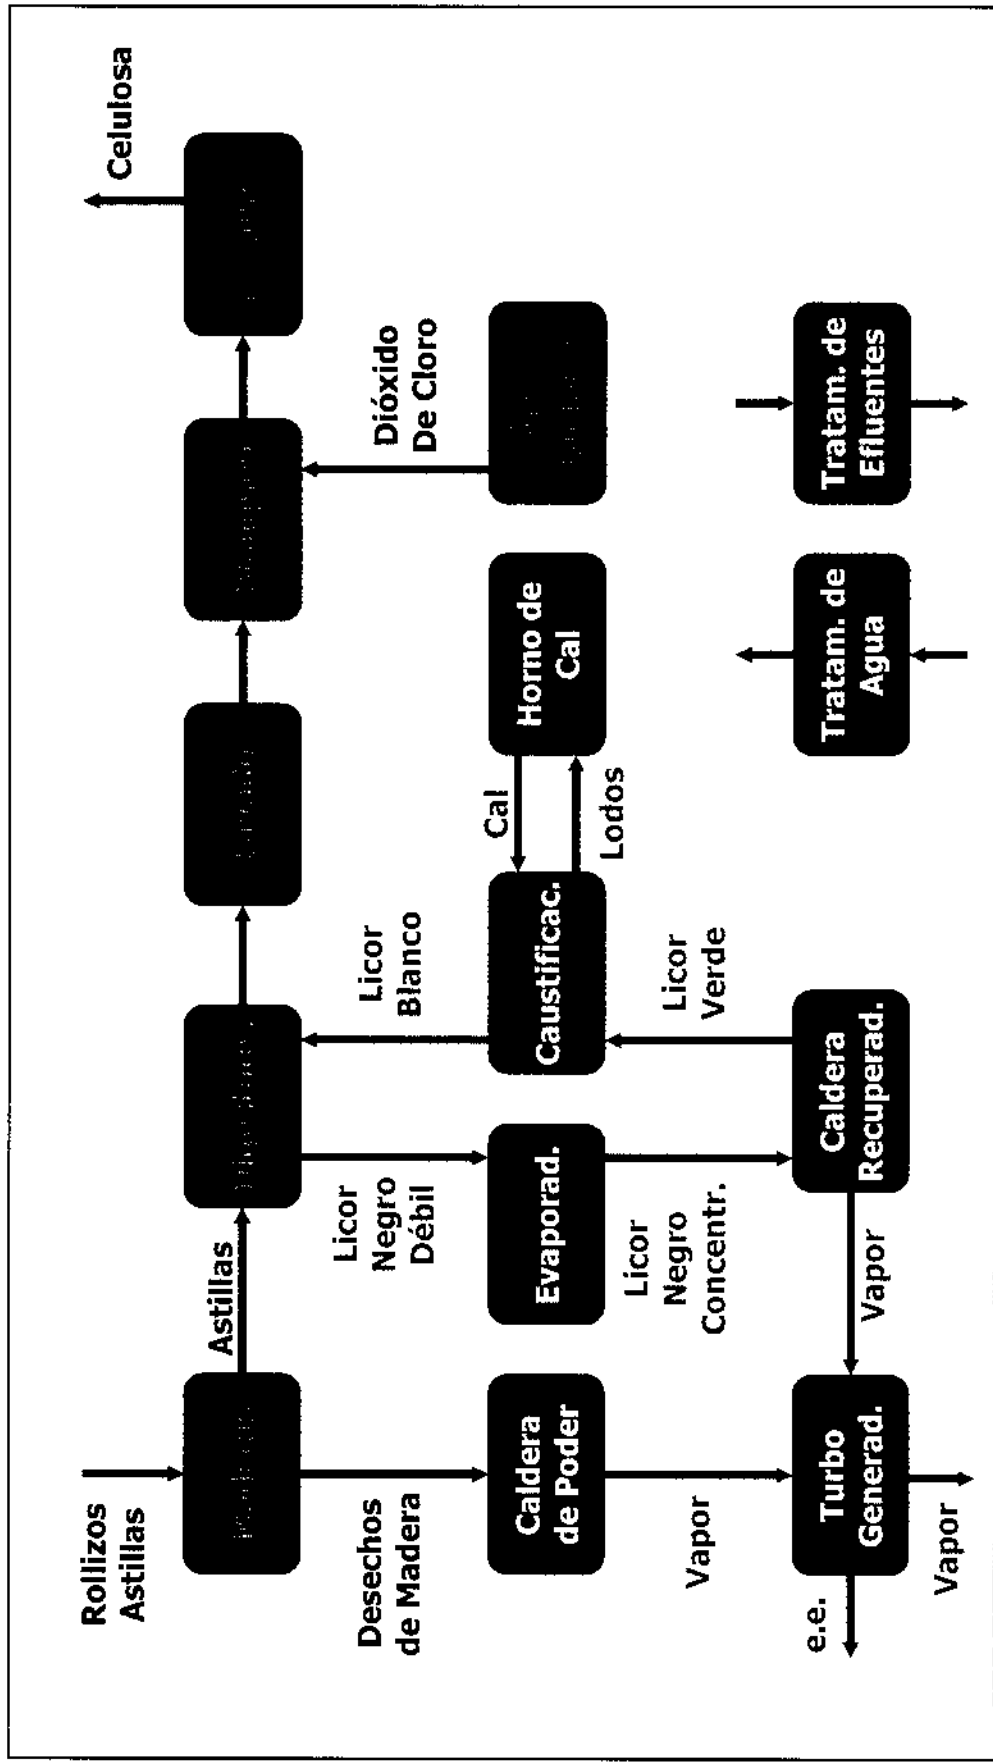 Rollizos
Astillas
Astillas
Celulosa
Desechos
de Madera
Licor
Negro
Débil
Licor
Blanco
Dióxido
De Cloro
Caldera
de Poder
Evaporad.
Caustificac.
Cal
Lodos
Horno de
Cal
Vapor
Licor
Negro
Concentr.
Licor
Verde
e.e.
Turbo
Generad.
Vapor
Vapor
Caldera
Recuperad.
Tratam. de
Agua
Tratam. de
Efluentes